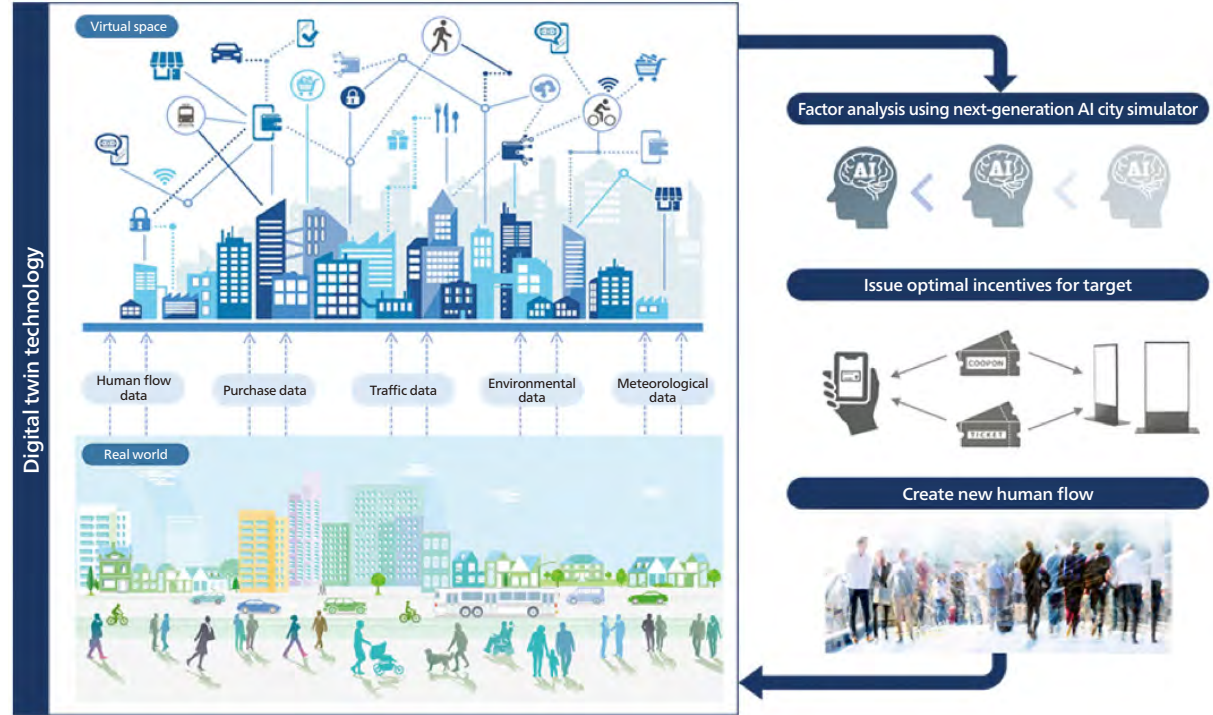 Digital twin technology
Virtual space
Human flow
data
Purchase data
Traffic data
Environmental
data
Meteorological
data
Real world
Factor analysis using next-generation AI city simulator
AI
AI
AI
Issue optimal incentives for target
COUPON
TICKET
Create new human flow